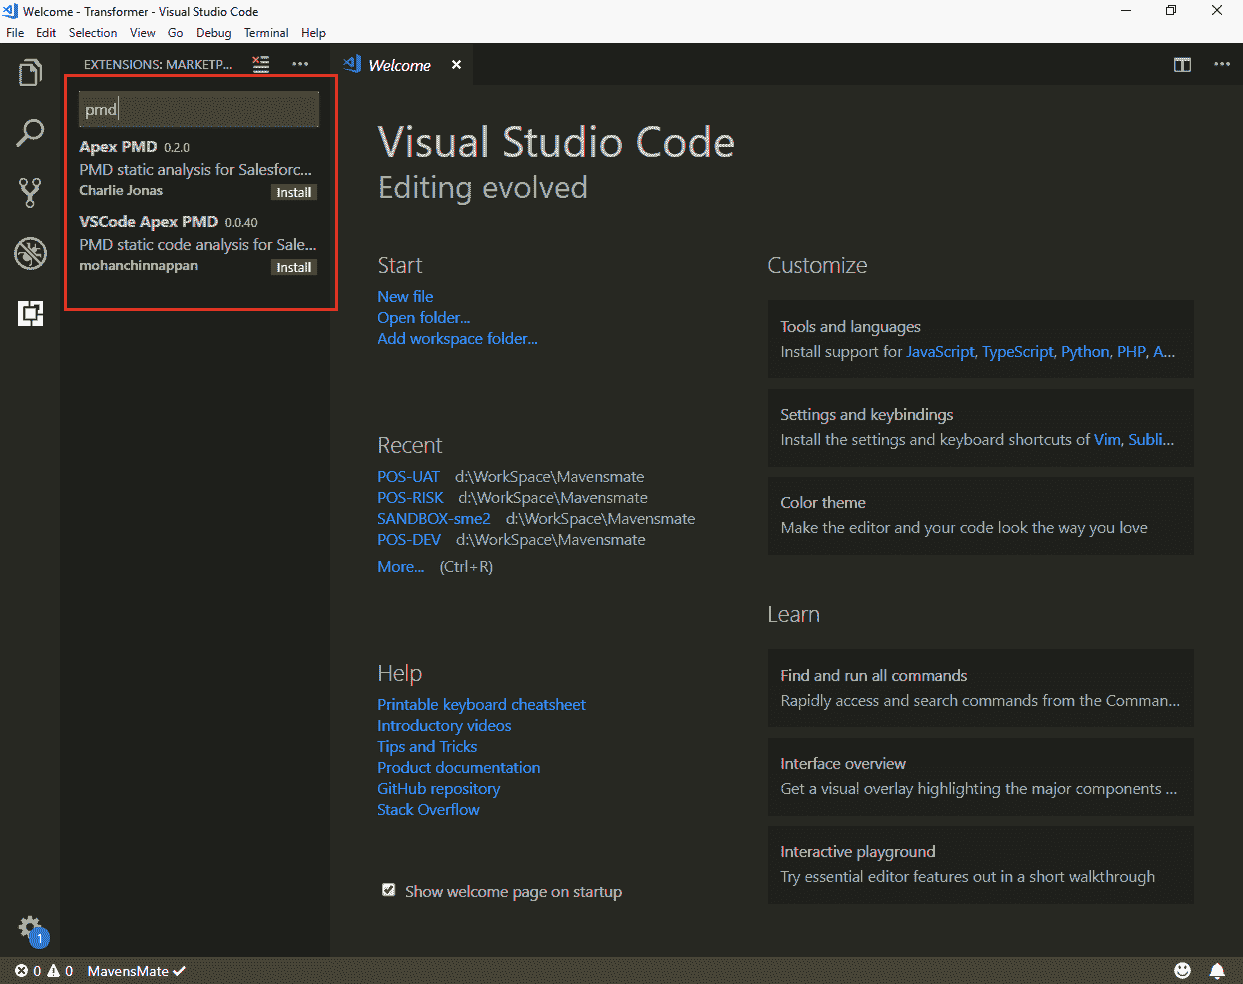 Welcome - Transformer - Visual Studio Code
File Edit Selection View Go Debug Terminal Help
EXTENSIONS: MARKETP...
pmd
Apex PMD 0.2.0
PMD static analysis for Salesforc...
Charlie Jonas Install
VSCode Apex PMD 0.0.40
PMD static code analysis for Sale...
mohanchinnappan Install
Welcome
Visual Studio Code
Editing evolved
Start
New file
Open folder...
Add workspace folder...
Recent
POS-UAT d:\WorkSpace\Mavensmate
POS-RISK d:\WorkSpace\Mavensmate
SANDBOX-sme2 d:\WorkSpace\Mavensmate
POS-DEV d:\WorkSpace\Mavensmate
More... (Ctrl+R)
Help
Printable keyboard cheatsheet
Introductory videos
Tips and Tricks
Product documentation
GitHub repository
Stack Overflow
Show welcome page on startup
Customize
Tools and languages
Install support for JavaScript, TypeScript, Python, PHP, A...
Settings and keybindings
Install the settings and keyboard shortcuts of Vim, Subli...
Color theme
Make the editor and your code look the way you love
Learn
Find and run all commands
Rapidly access and search commands from the Comman...
Interface overview
Get a visual overlay highlighting the major components ...
Interactive playground
Try essential editor features out in a short walkthrough
1
0 0 MavensMate